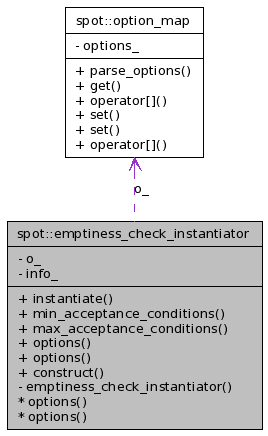 spot::option_map
- options_
+ parse_options()
+ get()
+ operator[]()
+ set()
+ set()
+ operator[]()
o_
spot::emptiness_check_instantiator
- o_
- info_
+ instantiate()
+ min_acceptance_conditions()
+ max_acceptance_conditions()
+ options()
+ options()
+ construct()
- emptiness_check_instantiator()
* options()
* options()